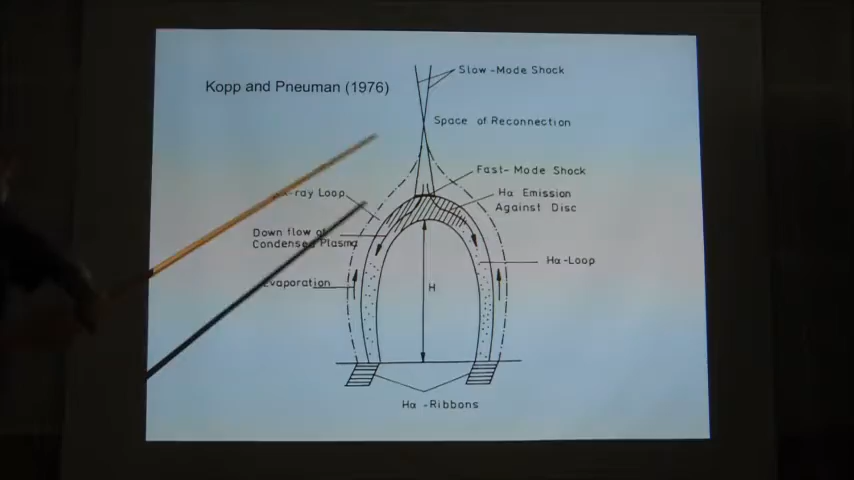 Kopp and Pneuman (1976)
Slow-Mode Shock
Space of Reconnection
Fast-Mode Shock
-ray Loop
Hα Emission
Against Disc
Down flow of
Condensed Plasma
Hα-Loop
Evaporation
H
Hα-Ribbons